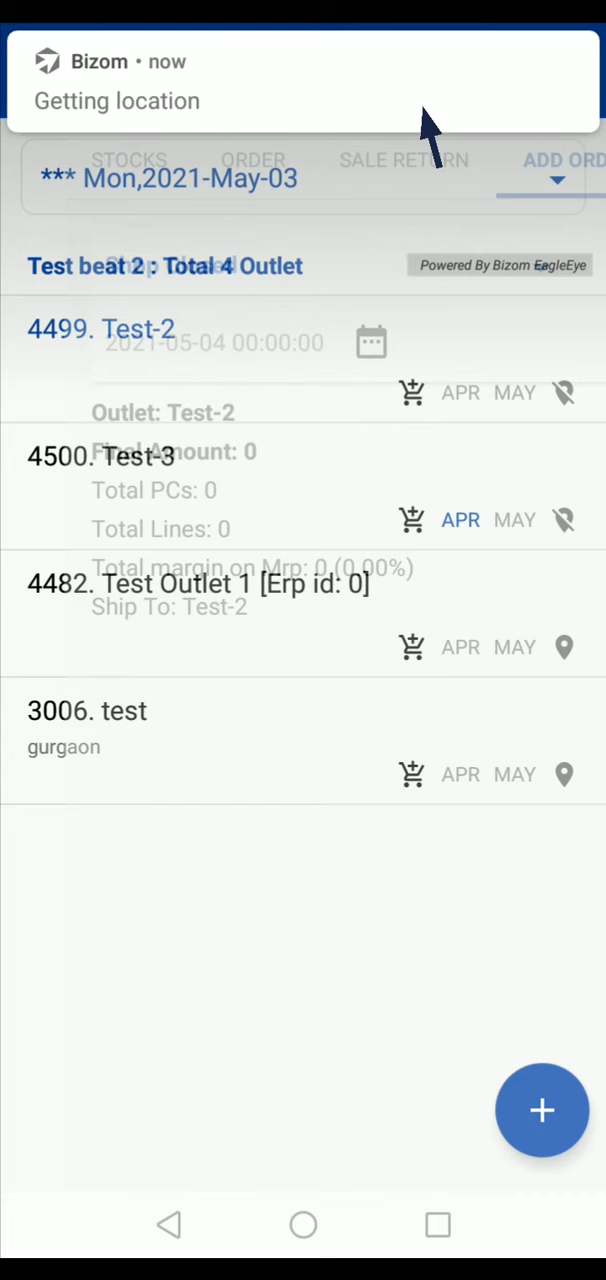 Bizom • now
Getting location
STOCKS ORDER SALE RETURN ADD ORD
*** Mon,2021-May-03
Test beat 2 : Total 4 Outlet
Powered By Bizom EagleEye
4499. Test-2
2021-05-04 00:00:00
APR MAY
Outlet: Test-2
Final Amount: 0
4500. Test-3
Total PCs: 0
APR MAY
Total Lines: 0
Total margin on Mrp: 0 (0.00%)
4482. Test Outlet 1 [Erp id: 0]
Ship To: Test-2
APR MAY
3006. test
gurgaon
APR MAY